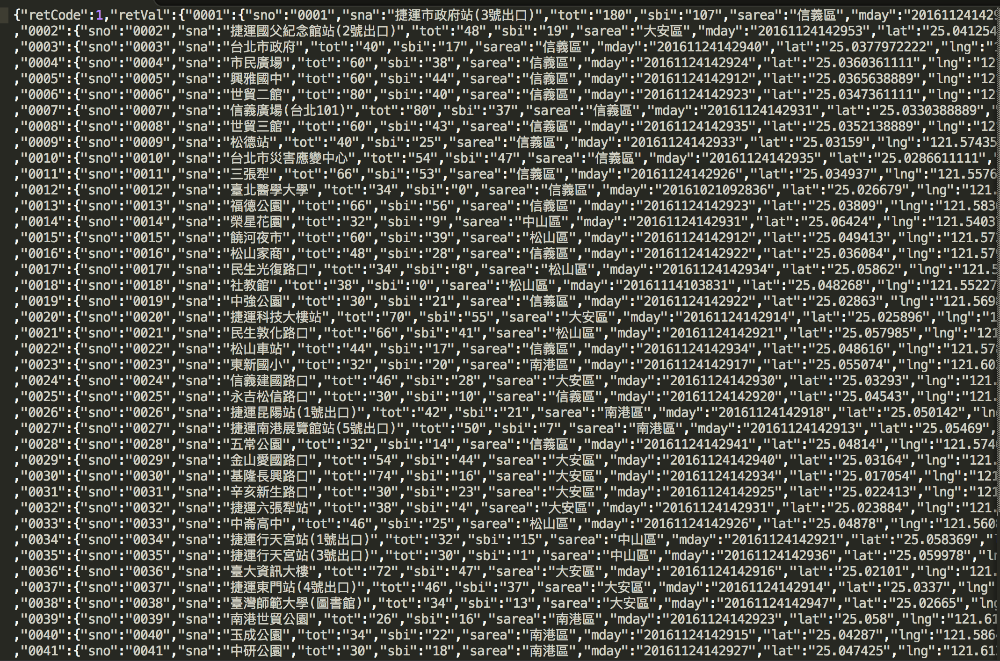 {"retCode":1,"retVal":{"0001":{"sno":"0001","sna":"捷運市政府站(3號出口)","tot":"180","sbi":"107","sarea":"信義區","mday":"201611241429
,"0002":{"sno":"0002","sna":"捷運國父紀念館站(2號出口)","tot":"48","sbi":"19","sarea":"大安區","mday":"20161124142953","lat":"25.041254
,"0003":{"sno":"0003","sna":"台北市政府","tot":"40","sbi":"17","sarea":"信義區","mday":"20161124142940","lat":"25.0377972222","lng":"1
,"0004":{"sno":"0004","sna":"市民廣場","tot":"60","sbi":"38","sarea":"信義區","mday":"20161124142924","lat":"25.0360361111","lng":"12
,"0005":{"sno":"0005","sna":"興雅國中","tot":"60","sbi":"44","sarea":"信義區","mday":"20161124142912","lat":"25.0365638889","lng":"12
,"0006":{"sno":"0006","sna":"世貿二館","tot":"80","sbi":"40","sarea":"信義區","mday":"20161124142923","lat":"25.0347361111","lng":"12
,"0007":{"sno":"0007","sna":"信義廣場(台北101)","tot":"80","sbi":"37","sarea":"信義區","mday":"20161124142931","lat":"25.0330388889","
,"0008":{"sno":"0008","sna":"世貿三館","tot":"60","sbi":"43","sarea":"信義區","mday":"20161124142935","lat":"25.0352138889","lng":"12
,"0009":{"sno":"0009","sna":"松德站","tot":"40","sbi":"25","sarea":"信義區","mday":"20161124142933","lat":"25.03159","lng":"121.57435
,"0010":{"sno":"0010","sna":"台北市災害應變中心","tot":"54","sbi":"47","sarea":"信義區","mday":"20161124142935","lat":"25.0286611111","
,"0011":{"sno":"0011","sna":"三張犁","tot":"66","sbi":"53","sarea":"信義區","mday":"20161124142926","lat":"25.034937","lng":"121.5576
,"0012":{"sno":"0012","sna":"臺北醫學大學","tot":"34","sbi":"0","sarea":"信義區","mday":"20161021092836","lat":"25.026679","lng":"121.
,"0013":{"sno":"0013","sna":"福德公園","tot":"66","sbi":"56","sarea":"信義區","mday":"20161124142923","lat":"25.03809","lng":"121.583
,"0014":{"sno":"0014","sna":"榮星花園","tot":"32","sbi":"9","sarea":"中山區","mday":"20161124142931","lat":"25.06424","lng":"121.5403
,"0015":{"sno":"0015","sna":"饒河夜市","tot":"60","sbi":"39","sarea":"松山區","mday":"20161124142912","lat":"25.049413","lng":"121.57
,"0016":{"sno":"0016","sna":"松山家商","tot":"48","sbi":"28","sarea":"信義區","mday":"20161124142922","lat":"25.036084","lng":"121.57
,"0017":{"sno":"0017","sna":"民生光復路口","tot":"34","sbi":"8","sarea":"松山區","mday":"20161124142934","lat":"25.05862","lng":"121.5
,"0018":{"sno":"0018","sna":"社教館","tot":"38","sbi":"0","sarea":"松山區","mday":"20161114103831","lat":"25.048268","lng":"121.55227
,"0019":{"sno":"0019","sna":"中強公園","tot":"30","sbi":"21","sarea":"信義區","mday":"20161124142922","lat":"25.02863","lng":"121.569
,"0020":{"sno":"0020","sna":"捷運科技大樓站","tot":"70","sbi":"55","sarea":"大安區","mday":"20161124142914","lat":"25.025896","lng":"1
,"0021":{"sno":"0021","sna":"民生敦化路口","tot":"66","sbi":"41","sarea":"松山區","mday":"20161124142921","lat":"25.057985","lng":"121
,"0022":{"sno":"0022","sna":"松山車站","tot":"44","sbi":"17","sarea":"信義區","mday":"20161124142934","lat":"25.048616","lng":"121.57
,"0023":{"sno":"0023","sna":"東新國小","tot":"32","sbi":"20","sarea":"南港區","mday":"20161124142917","lat":"25.055074","lng":"121.60
,"0024":{"sno":"0024","sna":"信義建國路口","tot":"46","sbi":"28","sarea":"大安區","mday":"20161124142930","lat":"25.03293","lng":"121.
,"0025":{"sno":"0025","sna":"永吉松信路口","tot":"30","sbi":"10","sarea":"信義區","mday":"20161124142920","lat":"25.04543","lng":"121.
,"0026":{"sno":"0026","sna":"捷運昆陽站(1號出口)","tot":"42","sbi":"21","sarea":"南港區","mday":"20161124142918","lat":"25.050142","ln
,"0027":{"sno":"0027","sna":"捷運南港展覽館站(5號出口)","tot":"50","sbi":"7","sarea":"南港區","mday":"20161124142913","lat":"25.05469",
,"0028":{"sno":"0028","sna":"五常公園","tot":"32","sbi":"14","sarea":"信義區","mday":"20161124142941","lat":"25.04814","lng":"121.574
,"0029":{"sno":"0029","sna":"金山愛國路口","tot":"54","sbi":"44","sarea":"大安區","mday":"20161124142940","lat":"25.03164","lng":"121.
,"0030":{"sno":"0030","sna":"基隆長興路口","tot":"74","sbi":"16","sarea":"大安區","mday":"20161124142934","lat":"25.017054","lng":"121
,"0031":{"sno":"0031","sna":"辛亥新生路口","tot":"30","sbi":"23","sarea":"大安區","mday":"20161124142925","lat":"25.022413","lng":"121
,"0032":{"sno":"0032","sna":"捷運六張犁站","tot":"38","sbi":"4","sarea":"大安區","mday":"20161124142931","lat":"25.023884","lng":"121.
,"0033":{"sno":"0033","sna":"中崙高中","tot":"46","sbi":"25","sarea":"松山區","mday":"20161124142926","lat":"25.04878","lng":"121.560
,"0034":{"sno":"0034","sna":"捷運行天宮站(1號出口)","tot":"32","sbi":"15","sarea":"中山區","mday":"20161124142921","lat":"25.058369","l
,"0035":{"sno":"0035","sna":"捷運行天宮站(3號出口)","tot":"30","sbi":"1","sarea":"中山區","mday":"20161124142936","lat":"25.059978","ln
,"0036":{"sno":"0036","sna":"臺大資訊大樓","tot":"72","sbi":"47","sarea":"大安區","mday":"20161124142916","lat":"25.02101","lng":"121.
,"0037":{"sno":"0037","sna":"捷運東門站(4號出口)","tot":"46","sbi":"37","sarea":"大安區","mday":"20161124142914","lat":"25.0337","lng"
,"0038":{"sno":"0038","sna":"臺灣師範大學(圖書館)","tot":"34","sbi":"13","sarea":"大安區","mday":"20161124142947","lat":"25.02665","lng
,"0039":{"sno":"0039","sna":"南港世貿公園","tot":"26","sbi":"16","sarea":"南港區","mday":"20161124142923","lat":"25.058","lng":"121.61
,"0040":{"sno":"0040","sna":"玉成公園","tot":"34","sbi":"22","sarea":"南港區","mday":"20161124142915","lat":"25.04287","lng":"121.586
,"0041":{"sno":"0041","sna":"中研公園","tot":"30","sbi":"18","sarea":"南港區","mday":"20161124142927","lat":"25.047425","lng":"121.61